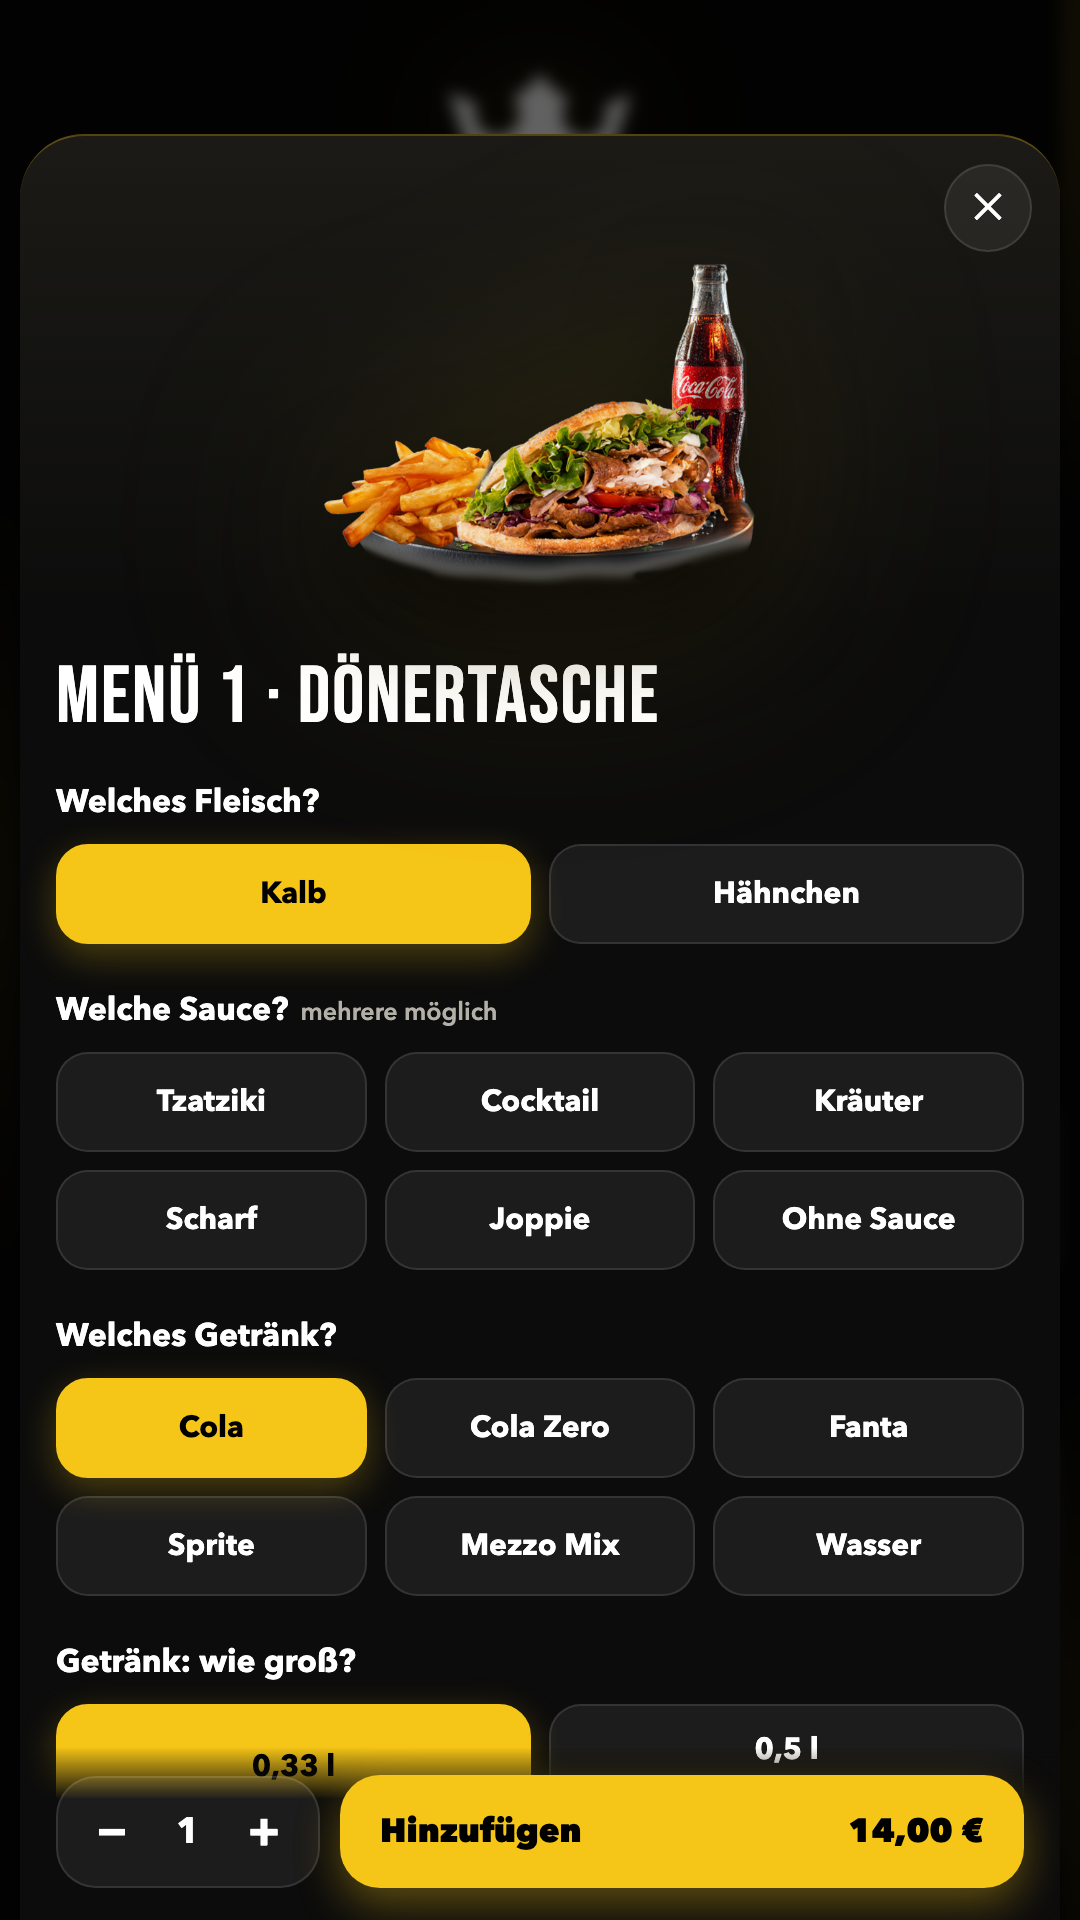 Coca-Cola
MENÜ 1 · DÖNERTASCHE
Welches Fleisch?
Kalb
Hähnchen
Welche Sauce? mehrere möglich
Tzatziki
Cocktail
Kräuter
Scharf
Joppie
Ohne Sauce
Welches Getränk?
Cola
Cola Zero
Fanta
Sprite
Mezzo Mix
Wasser
Getränk: wie groß?
0,33 l
0,5 l
− 1 +
Hinzufügen 14,00 €